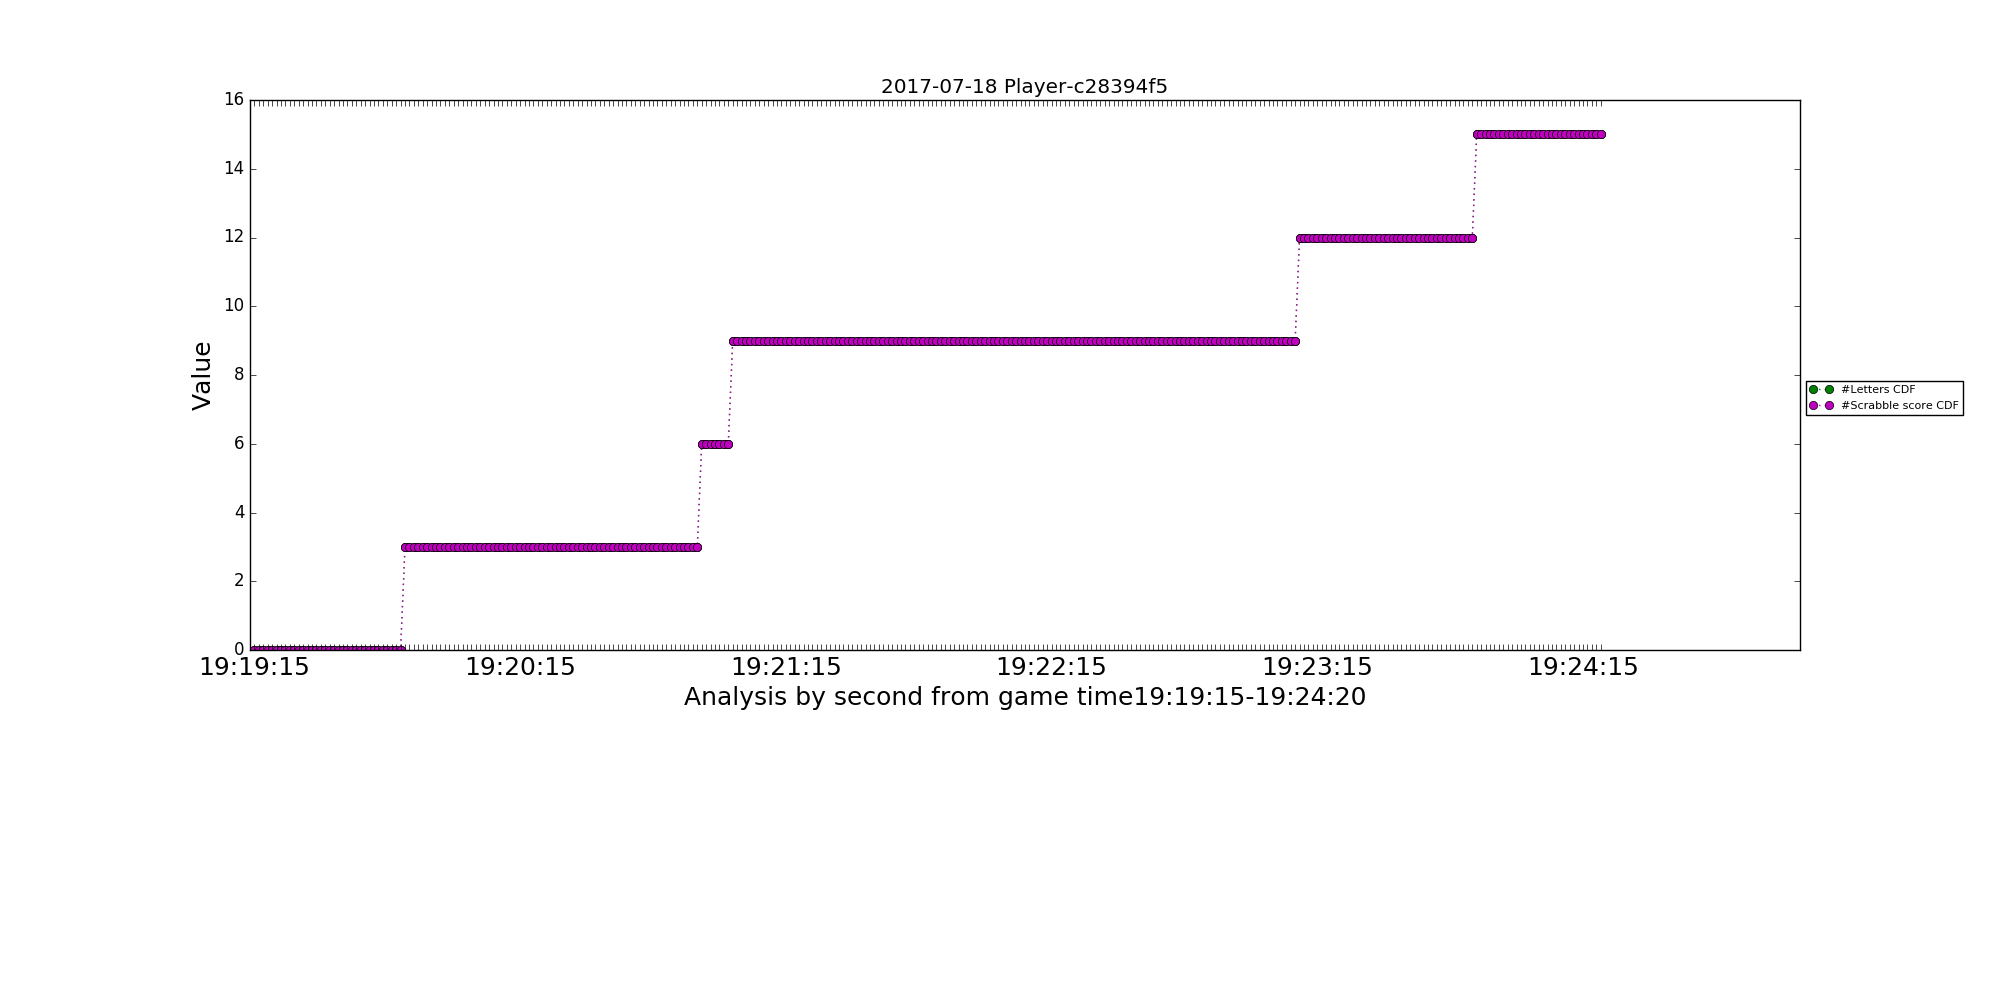 2017-07-18 Player-c28394f5
16
14
12
10
8
6
4
2
0
Value
19:19:15 19:20:15 19:21:15 19:22:15 19:23:15 19:24:15
Analysis by second from game time19:19:15-19:24:20
#Letters CDF
#Scrabble score CDF